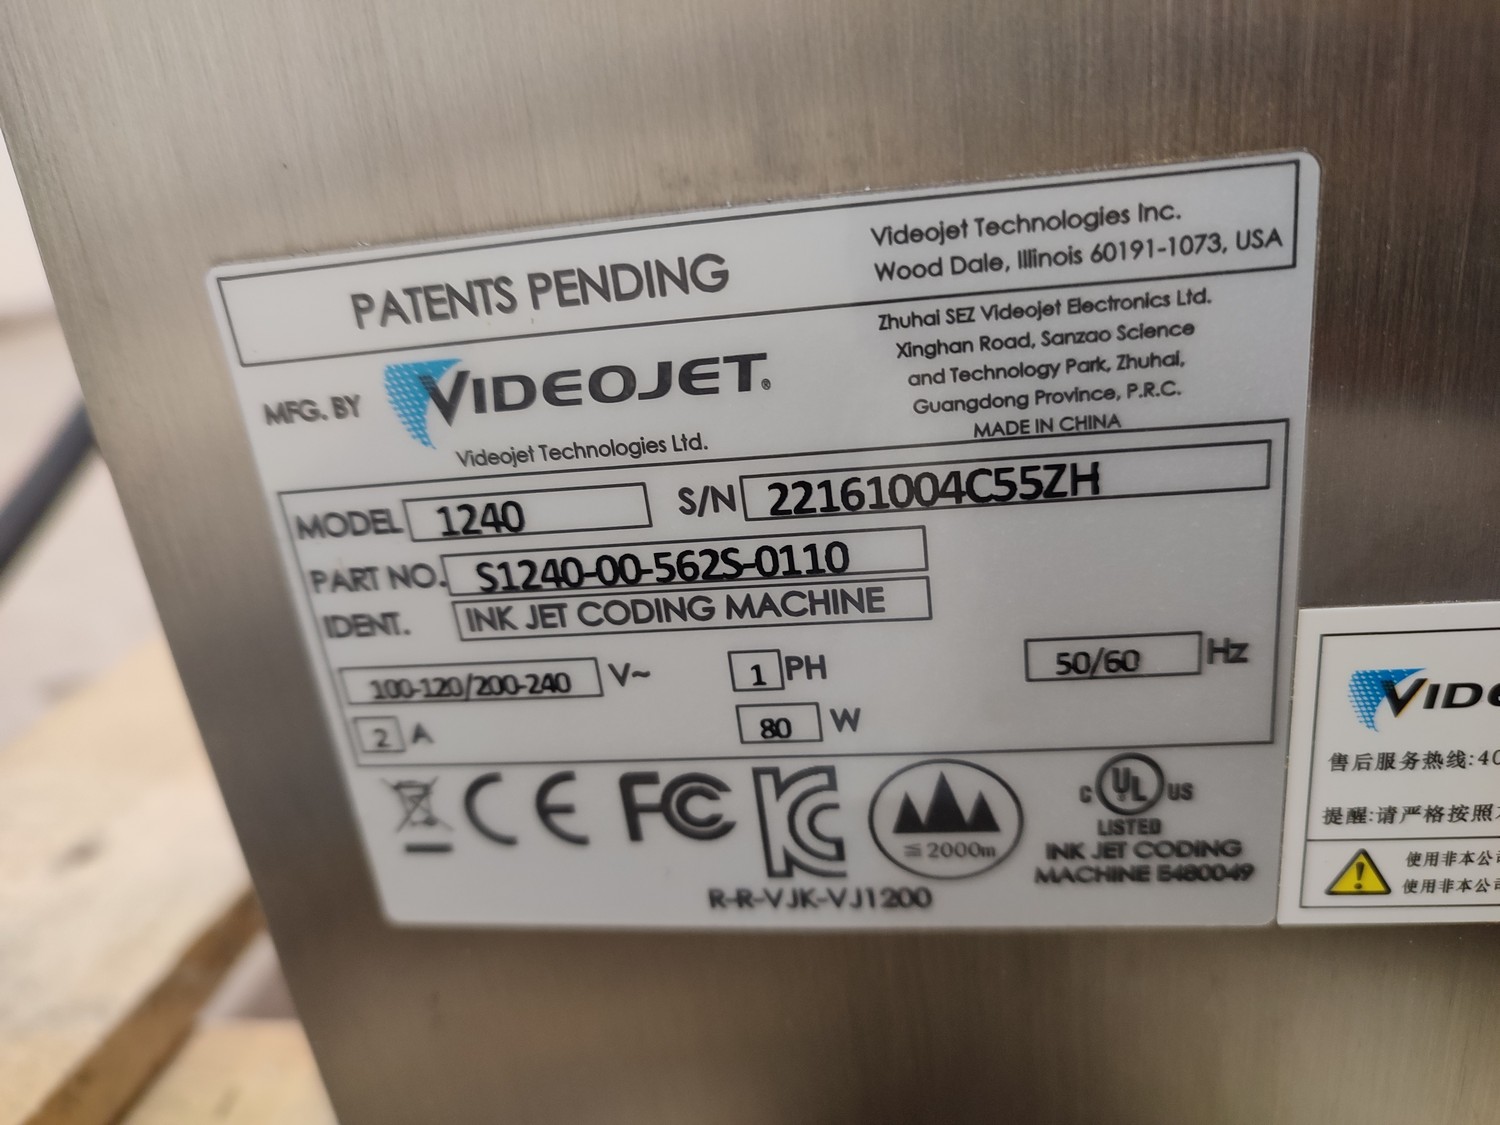 PATENTS PENDING
Videojet Technologies Inc.
Wood Dale, Illinois 60191-1073, USA
MFG. BY
VIDEOJET®
Videojet Technologies Ltd.
Zhuhai SEZ Videojet Electronics Ltd.
Xinghan Road, Sanzao Science
and Technology Park, Zhuhai,
Guangdong Province, P.R.C.
MADE IN CHINA
MODEL 1240 S/N 22161004C55ZH
PART NO. S1240-00-562S-0110
IDENT. INK JET CODING MACHINE
100-120/200-240 V~ 1 PH 50/60 Hz
2 A 80 W
CE FC KC
≤2000m
c UL US
LISTED
INK JET CODING
MACHINE E480049
R-R-VJK-VJ1200
VIDEO
售后服务热线:40
提醒:请严格按照
使用非本公司
使用非本公司